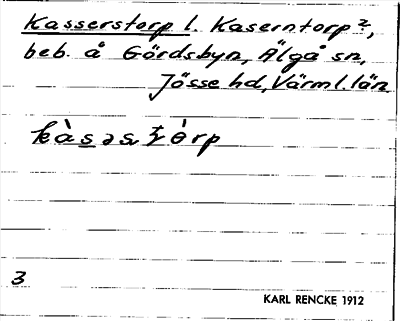 Kasserstorp l. Kaserntorp?,
beb. å Gördsbyn, Älgå sn,
Jösse hd, Värml. län
3
KARL RENCKE 1912